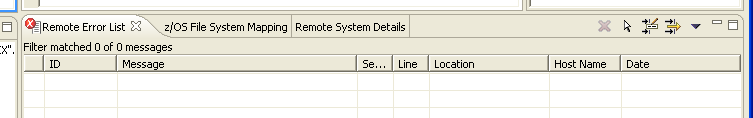 Remote Error List z/OS File System Mapping Remote System Details
Filter matched 0 of 0 messages
X".
ID Message Se... Line Location Host Name Date